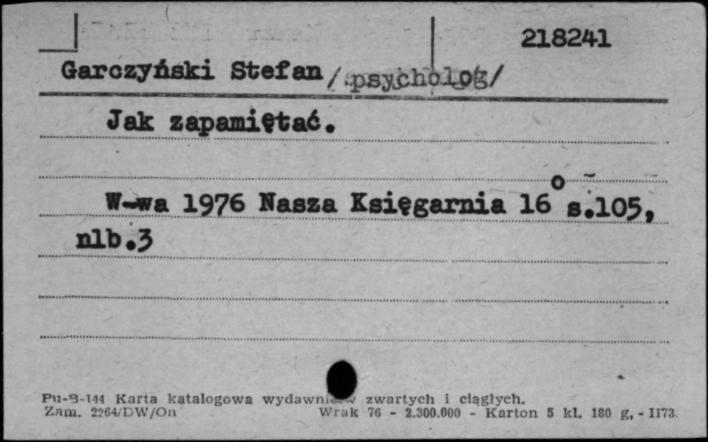 218241
Garczyński Stefan /psycholog/
Jak zapamiętać.
W-wa 1976 Nasza Księgarnia 16° s.105,
nlb.3
Pu-B-144 Karta katalogowa wydawnictw zwartych i ciągłych.
Zam. 2264/DW/On Wrak 76 - 2.300.000 - Karton 5 kl. 180 g, - 1173.